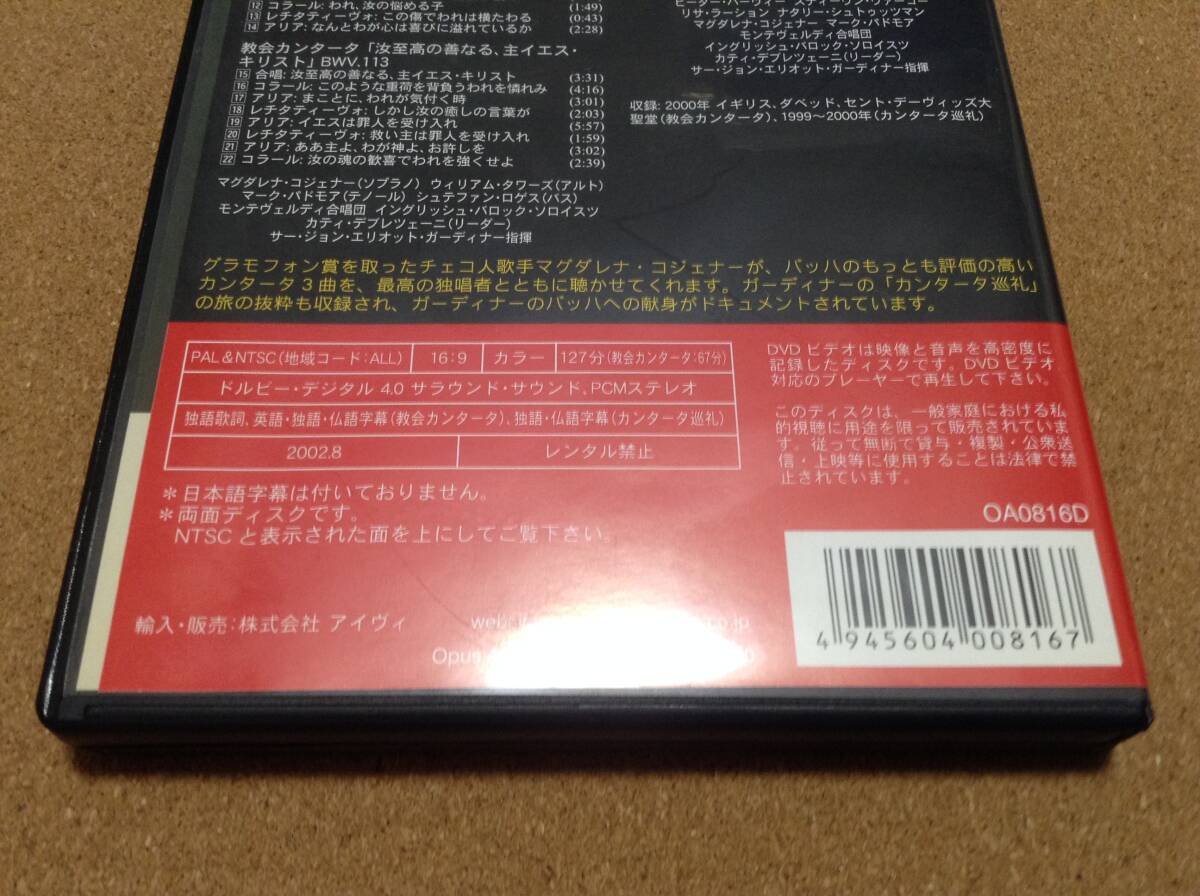 12 コラール: われ、汝の悩める子 (1:49)
13 レチタティーヴォ: この傷でわれは横たわる (0:43)
14 アリア: なんとわが心は喜びに溢れているか (2:28)
教会カンタータ「汝至高の善なる、主イエス・
キリスト」BWV.113
15 合唱: 汝至高の善なる、主イエス・キリスト (3:31)
16 コラール: このような重荷を背負うわれを憐れみ (4:16)
17 アリア: まことに、われが気付く時 (3:01)
18 レチタティーヴォ: しかし汝の癒しの言葉が (2:03)
19 アリア: イエスは罪人を受け入れ (5:57)
20 レチタティーヴォ: 救い主は罪人を受け入れ (1:59)
21 アリア: ああ主よ、わが神よ、お許しを (3:02)
22 コラール: 汝の魂の歓喜でわれを強くせよ (2:39)
マグダレナ・コジェナー(ソプラノ) ウィリアム・タワーズ(アルト)
マーク・パドモア(テノール) シュテファン・ロゲス(バス)
モンテヴェルディ合唱団 イングリッシュ・バロック・ソロイスツ
カティ・デブレツェーニ(リーダー)
サー・ジョン・エリオット・ガーディナー指揮
リサ・ラーション ナタリー・シュトゥッツマン
マグダレナ・コジェナー マーク・パドモア
モンテヴェルディ合唱団
イングリッシュ・バロック・ソロイスツ
カティ・デブレツェーニ(リーダー)
サー・ジョン・エリオット・ガーディナー指揮
収録: 2000年 イギリス、ダベッド、セント・デーヴィッズ大
聖堂(教会カンタータ)、1999〜2000年(カンタータ巡礼)
グラモフォン賞を取ったチェコ人歌手マグダレナ・コジェナーが、バッハのもっとも評価の高い
カンタータ3曲を、最高の独唱者とともに聴かせてくれます。ガーディナーの「カンタータ巡礼」
の旅の抜粋も収録され、ガーディナーのバッハへの献身がドキュメントされています。
PAL&NTSC(地域コード:ALL) 16:9 カラー 127分(教会カンタータ:67分)
ドルビー・デジタル 4.0 サラウンド・サウンド、PCMステレオ
独語歌詞、英語・独語・仏語字幕(教会カンタータ)、独語・仏語字幕(カンタータ巡礼)
2002.8 レンタル禁止
*日本語字幕は付いておりません。
*両面ディスクです。
NTSCと表示された面を上にしてご覧下さい。
輸入・販売:株式会社 アイヴィ
.co.jp
Opus
DVDビデオは映像と音声を高密度に
記録したディスクです。DVDビデオ
対応のプレーヤーで再生して下さい。
このディスクは、一般家庭における私
的視聴に用途を限って販売されていま
す。従って無断で貸与・複製・公衆送
信・上映等に使用することは法律で禁
止されています。
OA0816D
4 945604 008167